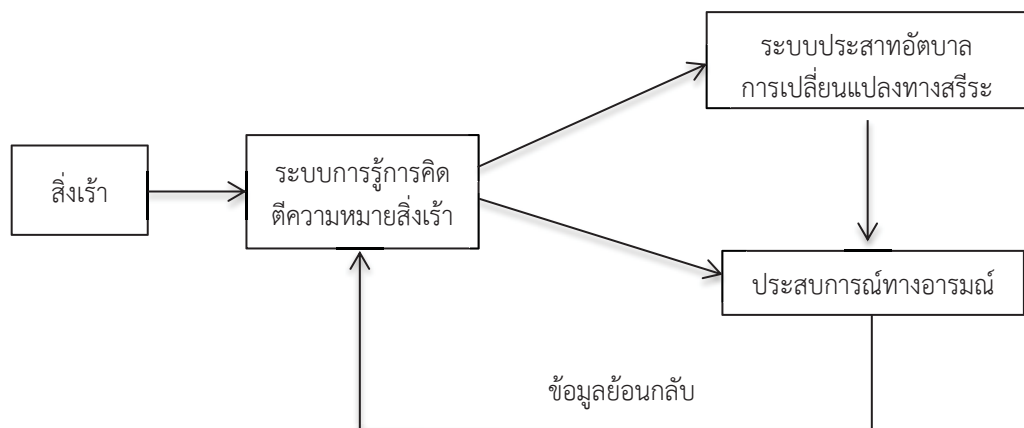 ระบบประสาทอัตบาล
การเปลี่ยนแปลงทางสรีระ
สิ่งเร้า
ระบบการรู้การคิด
ตีความหมายสิ่งเร้า
ประสบการณ์ทางอารมณ์
ข้อมูลย้อนกลับ